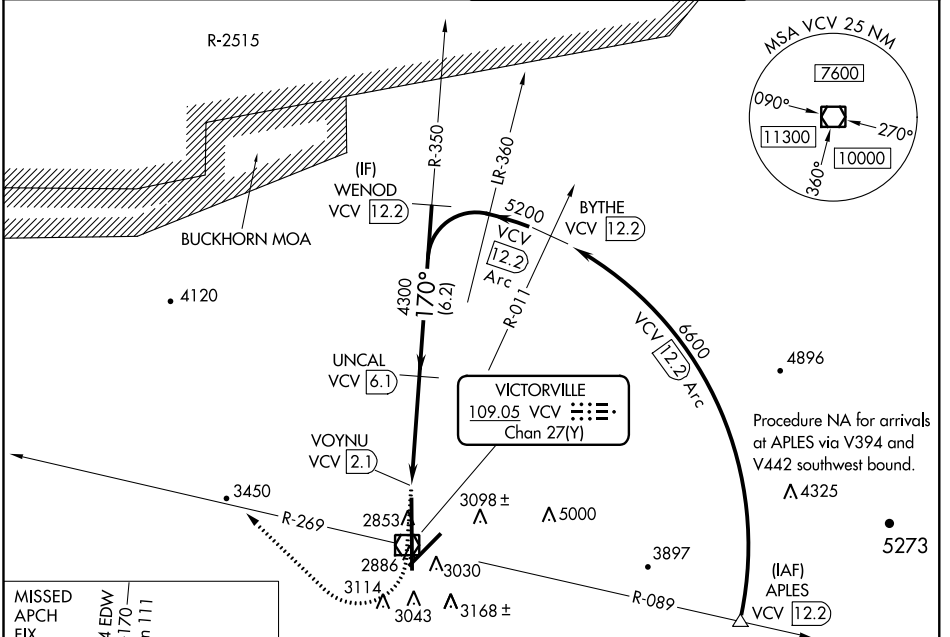 R-2515
MSA VCV 25 NM
7600
090°
11300
270°
10000
360°
R-350
LR-360
(IF)
WENOD
VCV 12.2
5200
VCV
12.2
Arc
BYTHE
VCV 12.2
BUCKHORN MOA
R-011
4120
4300
170°
(6.2)
6600
VCV 12.2 Arc
4896
UNCAL
VCV 6.1
VICTORVILLE
109.05 VCV
Chan 27(Y)
Procedure NA for arrivals
at APLES via V394 and
V442 southwest bound.
VOYNU
VCV 2.1
4325
3450
R-269
2853
3098 ±
5000
5273
2886
3030
3897
3114
3043
3168 ±
R-089
(IAF)
APLES
VCV 12.2
MISSED
APCH
FIX
4 EDW
170
111